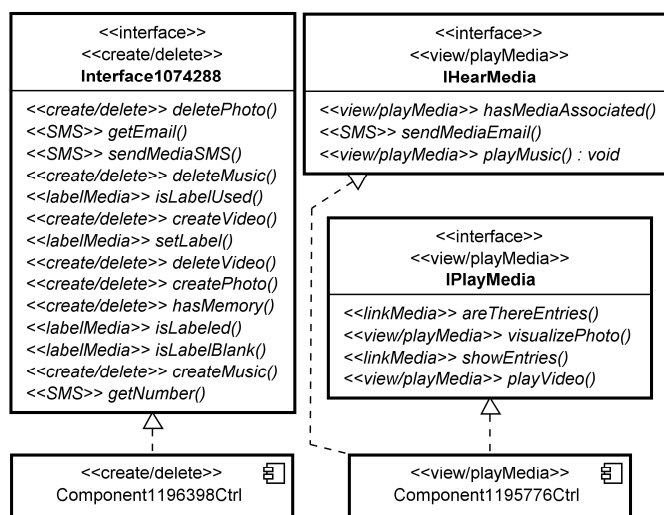 <<interface>>
<<create/delete>>
Interface1074288
<<create/delete>> deletePhoto()
<<SMS>> getEmail()
<<SMS>> sendMediaSMS()
<<create/delete>> deleteMusic()
<<labelMedia>> isLabelUsed()
<<create/delete>> createVideo()
<<labelMedia>> setLabel()
<<create/delete>> deleteVideo()
<<create/delete>> createPhoto()
<<create/delete>> hasMemory()
<<labelMedia>> isLabeled()
<<labelMedia>> isLabelBlank()
<<create/delete>> createMusic()
<<SMS>> getNumber()
<<interface>>
<<view/playMedia>>
IHearMedia
<<view/playMedia>> hasMediaAssociated()
<<SMS>> sendMediaEmail()
<<view/playMedia>> playMusic() : void
<<interface>>
<<view/playMedia>>
IPlayMedia
<<linkMedia>> areThereEntries()
<<view/playMedia>> visualizePhoto()
<<linkMedia>> showEntries()
<<view/playMedia>> playVideo()
<<create/delete>>
Component1196398Ctrl
<<view/playMedia>>
Component1195776Ctrl